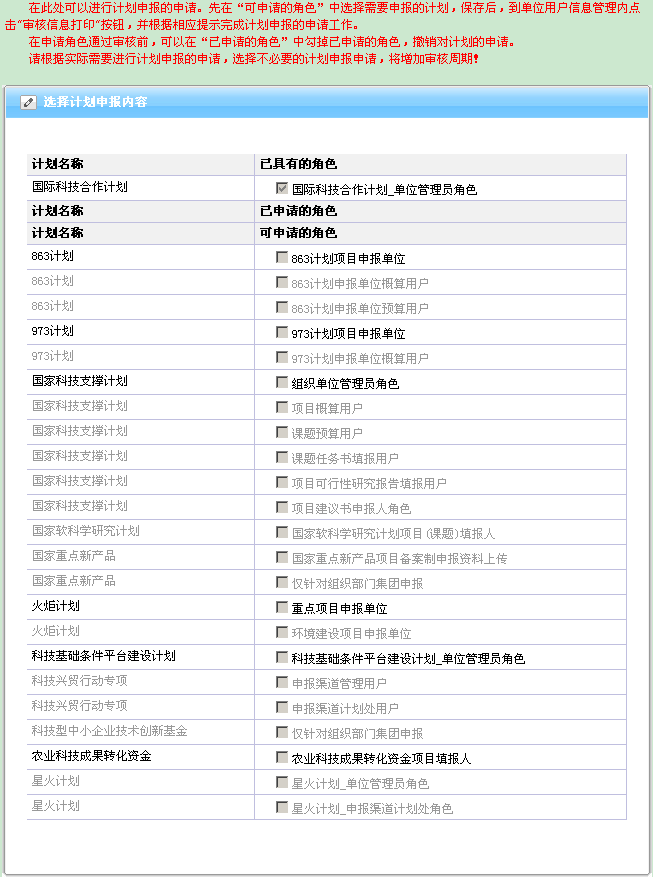 在此处可以进行计划申报的申请。先在“可申请的角色”中选择需要申报的计划，保存后，到单位用户信息管理内点
击“审核信息打印”按钮，并根据相应提示完成计划申报的申请工作。
在申请角色通过审核前，可以在“已申请的角色”中勾掉已申请的角色，撤销对计划的申请。
请根据实际需要进行计划申报的申请，选择不必要的计划申报申请，将增加审核周期！
选择计划申报内容
计划名称 已具有的角色
国际科技合作计划 国际科技合作计划_单位管理员角色
计划名称 已申请的角色
计划名称 可申请的角色
863计划 863计划项目申报单位
863计划 863计划申报单位概算用户
863计划 863计划申报单位预算用户
973计划 973计划项目申报单位
973计划 973计划申报单位概算用户
国家科技支撑计划 组织单位管理员角色
国家科技支撑计划 项目概算用户
国家科技支撑计划 课题预算用户
国家科技支撑计划 课题任务书填报用户
国家科技支撑计划 项目可行性研究报告填报用户
国家科技支撑计划 项目建议书申报人角色
国家软科学研究计划 国家软科学研究计划项目(课题)填报人
国家重点新产品 国家重点新产品项目备案制申报资料上传
国家重点新产品 仅针对组织部门集团申报
火炬计划 重点项目申报单位
火炬计划 环境建设项目申报单位
科技基础条件平台建设计划 科技基础条件平台建设计划_单位管理员角色
科技兴贸行动专项 申报渠道管理用户
科技兴贸行动专项 申报渠道计划处用户
科技型中小企业技术创新基金 仅针对组织部门集团申报
农业科技成果转化资金 农业科技成果转化资金项目填报人
星火计划 星火计划_单位管理员角色
星火计划 星火计划_申报渠道计划处角色